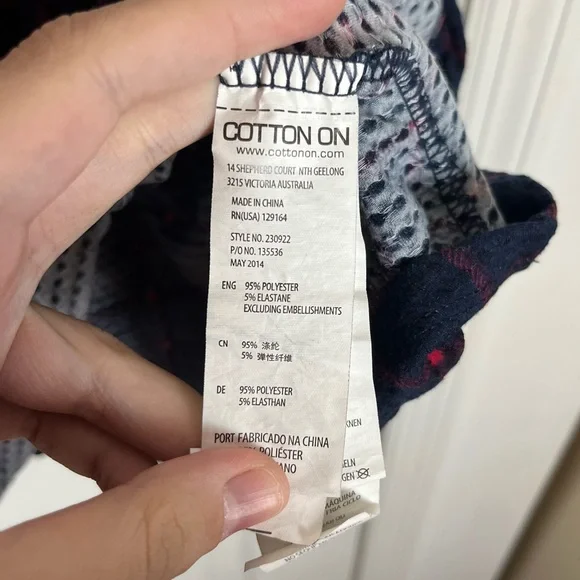 COTTON ON
www.cottonon.com
14 SHEPHERD COURT NTH GEELONG
3215 VICTORIA AUSTRALIA
MADE IN CHINA
RN(USA) 129164
STYLE NO. 230922
P/O NO. 135536
MAY 2014
ENG 95% POLYESTER
5% ELASTANE
EXCLUDING EMBELLISHMENTS
CN 95% 涤纶
5% 弹性纤维
DE 95% POLYESTER
5% ELASTHAN
PORT FABRICADO NA CHINA
POLIÉSTER